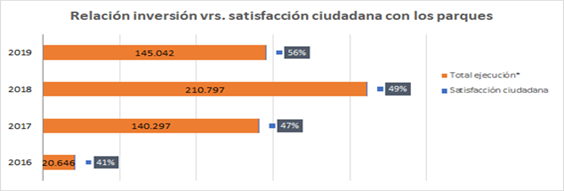 Relación inversión vrs. satisfacción ciudadana con los parques
2019 145.042 56%
2018 210.797 49%
2017 140.297 47%
2016 20.646 41%
Total ejecución*
Satisfacción ciudadana